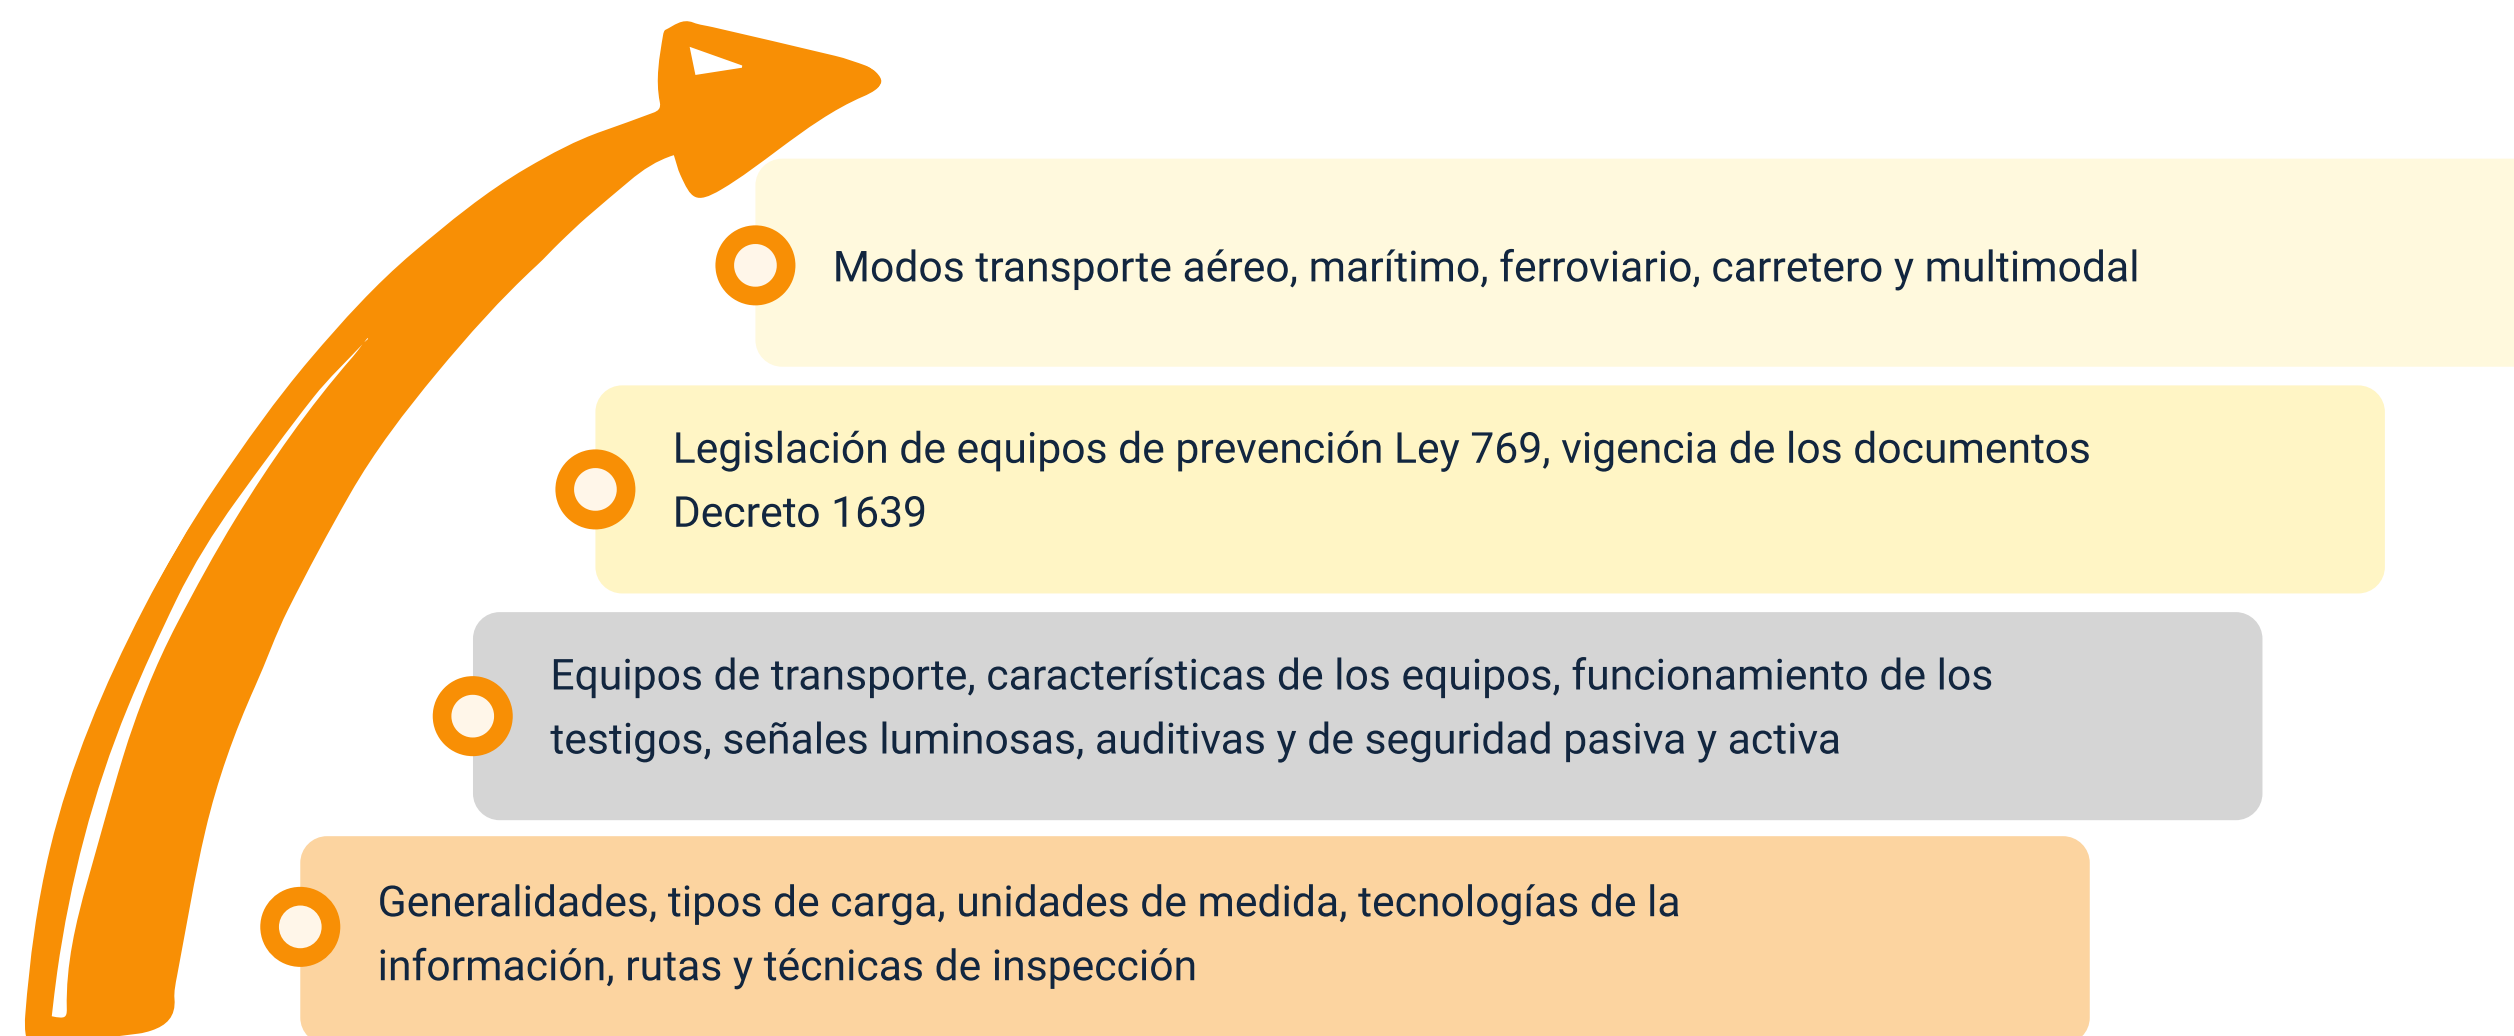 Modos transporte aéreo, marítimo, ferroviario, carretero y multimodal
Legislación de equipos de prevención Ley 769, vigencia de los documentos
Decreto 1639
Equipos de transporte, características de los equipos, funcionamiento de los
testigos, señales luminosas, auditivas y de seguridad pasiva y activa
Generalidades, tipos de carga, unidades de medida, tecnologías de la
información, rutas y técnicas de inspección